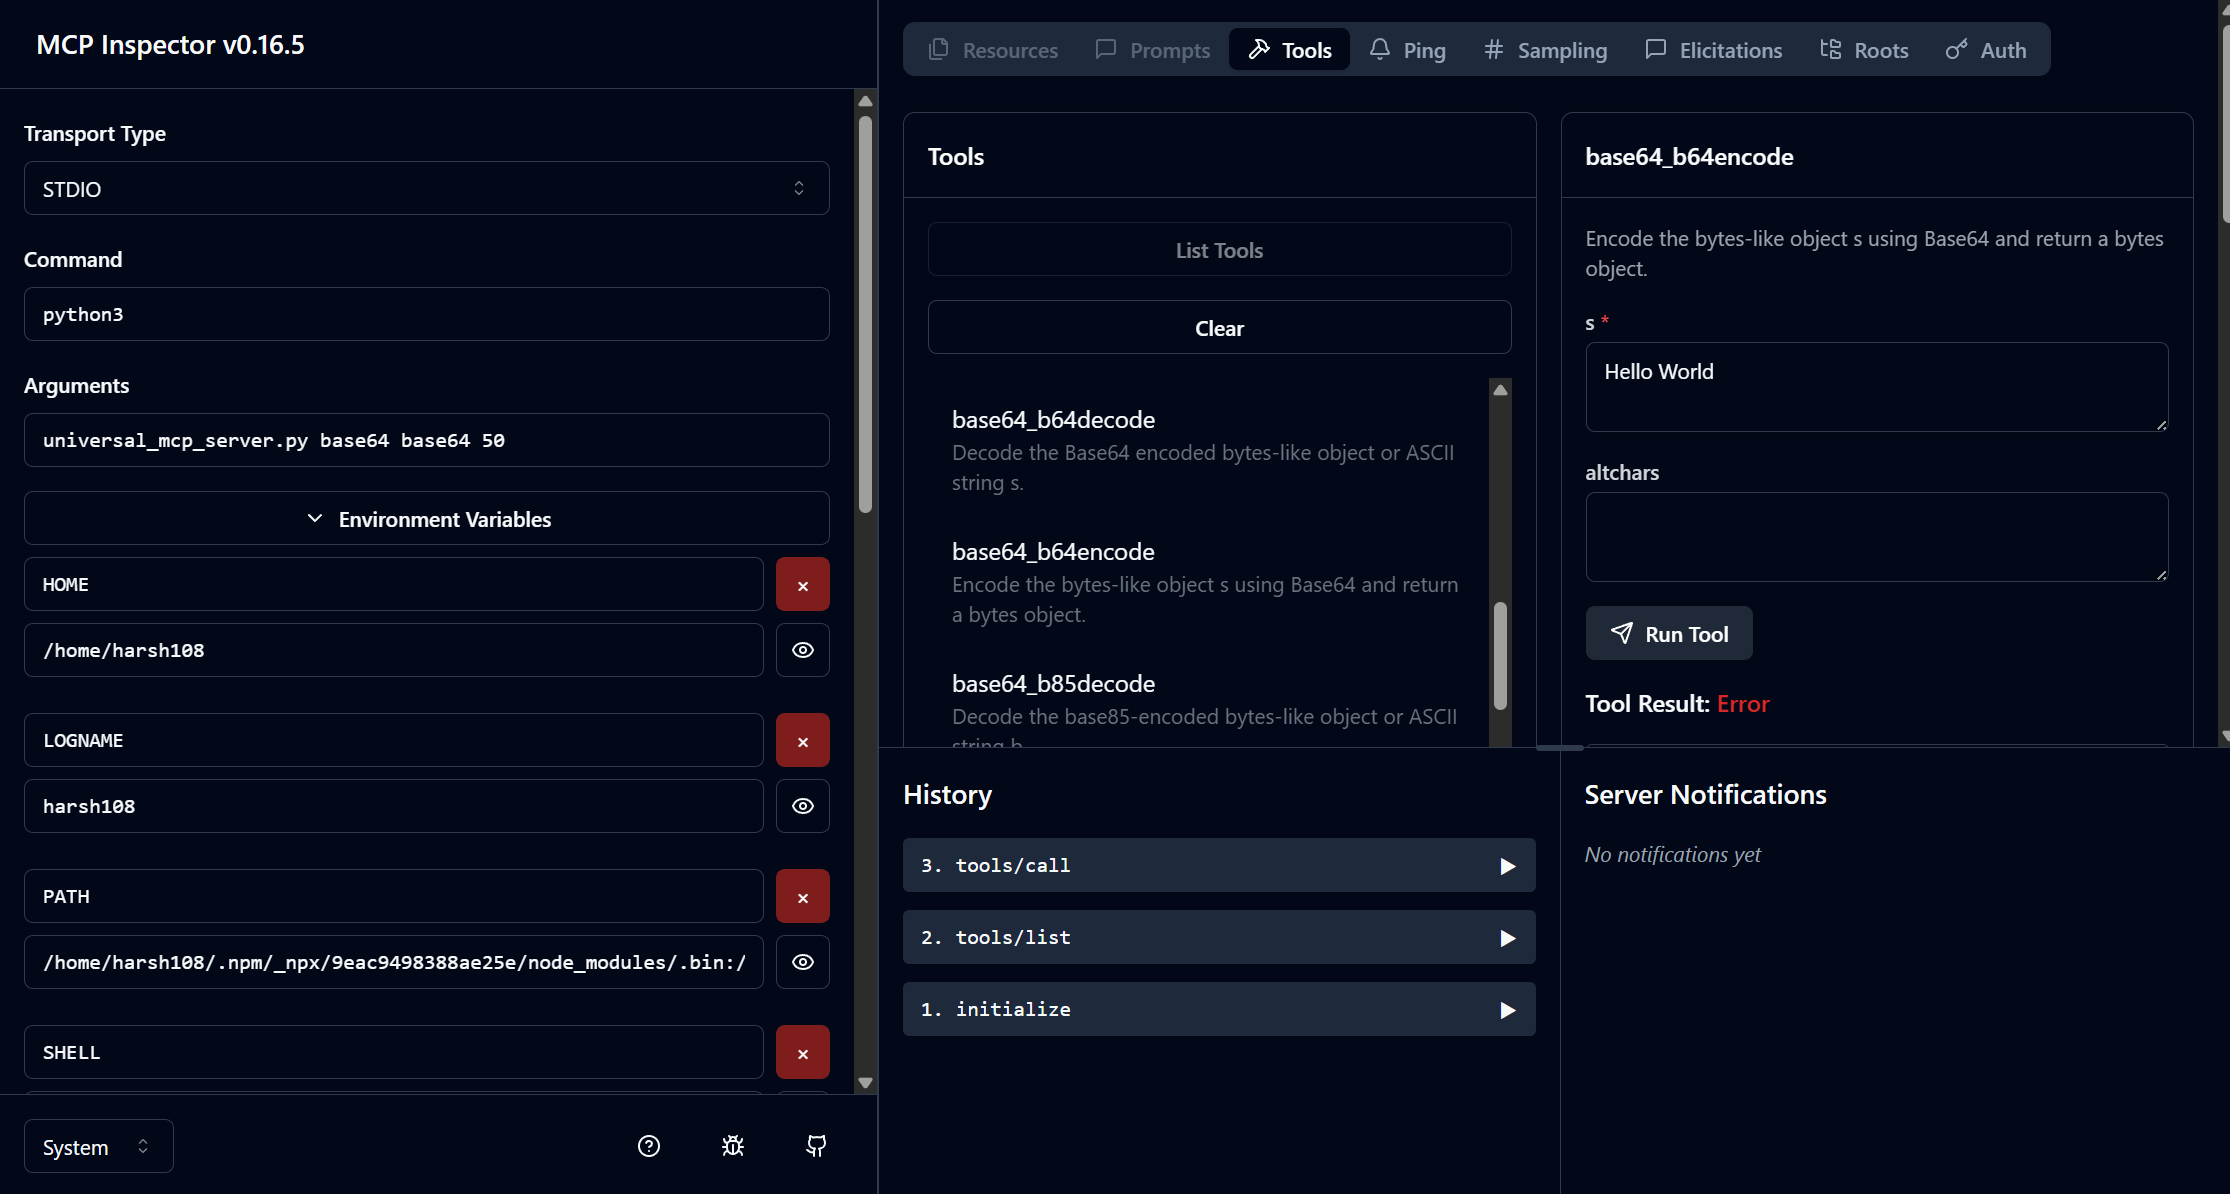 MCP Inspector v0.16.5
Transport Type
STDIO
Command
python3
Arguments
universal_mcp_server.py base64 base64 50
Environment Variables
HOME
×
/home/harsh108
LOGNAME
×
harsh108
PATH
×
/home/harsh108/.npm/_npx/9eac9498388ae25e/node_modules/.bin:/
SHELL
×
System
Resources
Prompts
Tools
Ping
Sampling
Elicitations
Roots
Auth
Tools
List Tools
Clear
base64_b64decode
Decode the Base64 encoded bytes-like object or ASCII
string s.
base64_b64encode
Encode the bytes-like object s using Base64 and return
a bytes object.
base64_b85decode
Decode the base85-encoded bytes-like object or ASCII
string b
base64_b64encode
Encode the bytes-like object s using Base64 and return a bytes
object.
s *
Hello World
altchars
Run Tool
Tool Result: Error
History
3. tools/call
2. tools/list
1. initialize
Server Notifications
No notifications yet